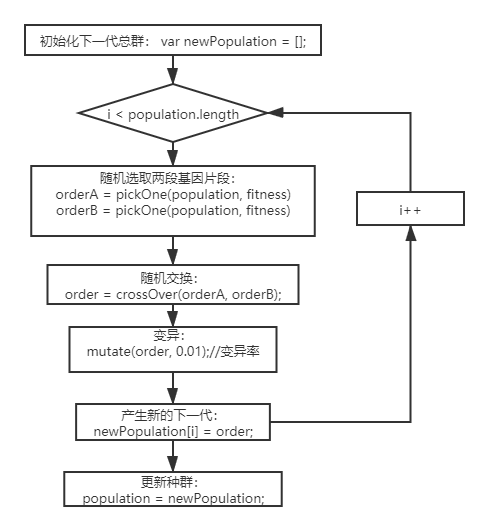 初始化下一代总群： var newPopulation = [];
i < population.length
随机选取两段基因片段：
orderA = pickOne(population, fitness)
orderB = pickOne(population, fitness)
i++
随机交换：
order = crossOver(orderA, orderB);
变异：
mutate(order, 0.01);//变异率
产生新的下一代：
newPopulation[i] = order;
更新种群：
population = newPopulation;